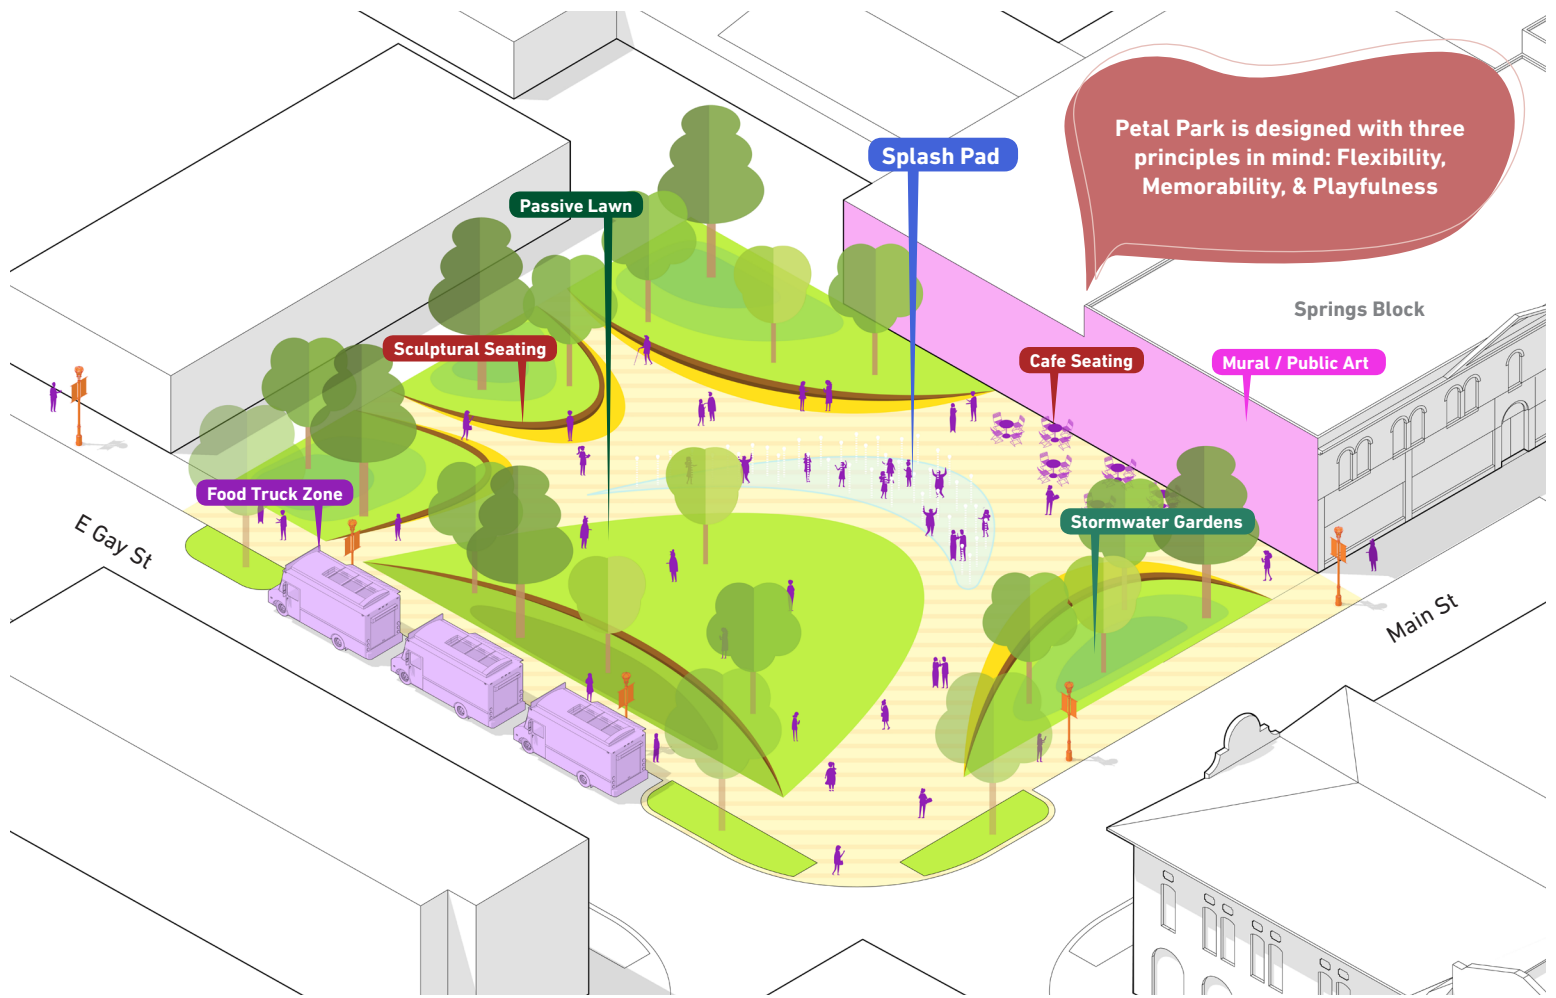 Petal Park is designed with three
principles in mind: Flexibility,
Memorability, & Playfulness
Splash Pad
Passive Lawn
Springs Block
Sculptural Seating
Cafe Seating
Mural / Public Art
Food Truck Zone
Stormwater Gardens
E Gay St
Main St